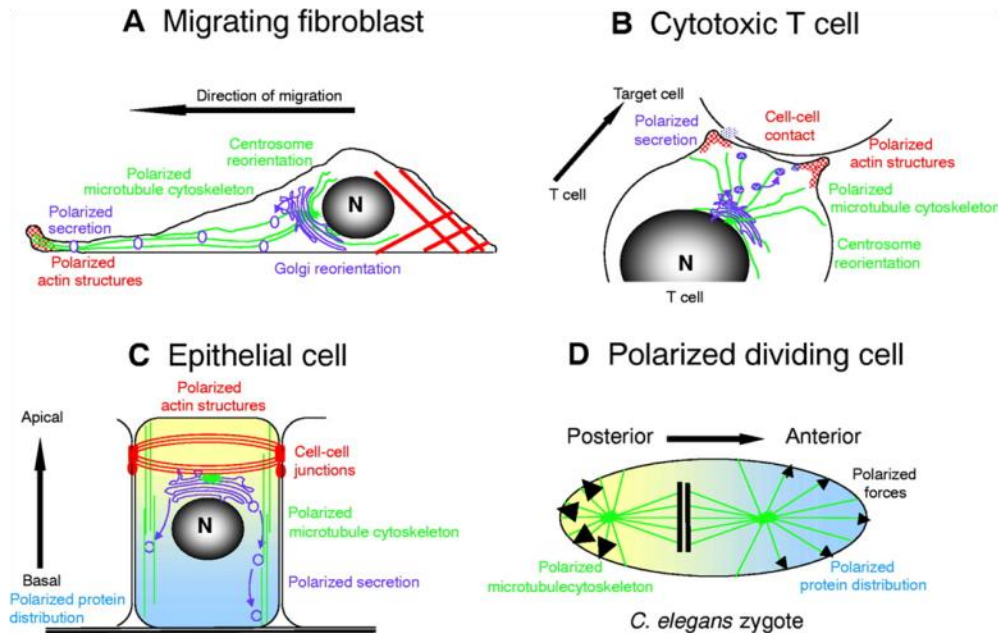 A Migrating fibroblast
Direction of migration
Centrosome
reorientation
Polarized
microtubule cytoskeleton
Polarized
secretion
N
Golgi reorientation
Polarized
actin structures
B Cytotoxic T cell
Target cell
Polarized
secretion
Cell-cell
contact
Polarized
actin structures
T cell
Polarized
microtubule cytoskeleton
Centrosome
reorientation
N
T cell
C Epithelial cell
Polarized
actin structures
Apical
Cell-cell
junctions
N
Polarized
microtubule cytoskeleton
Polarized secretion
Basal
Polarized protein
distribution
D Polarized dividing cell
Posterior
Anterior
Polarized
forces
Polarized
microtubulecytoskeleton
Polarized
protein distribution
C. elegans zygote